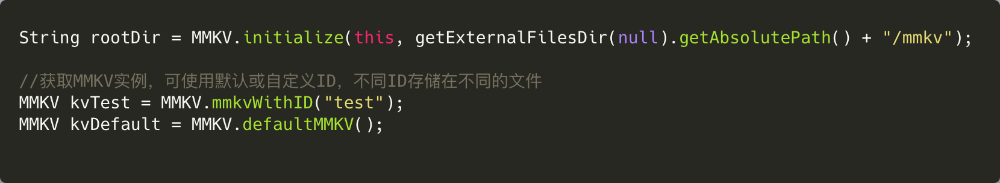 String rootDir = MMKV.initialize(this, getExternalFilesDir(null).getAbsolutePath() + "/mmkv");
//获取MMKV实例，可使用默认或自定义ID，不同ID存储在不同的文件
MMKV kvTest = MMKV.mmkvWithID("test");
MMKV kvDefault = MMKV.defaultMMKV();